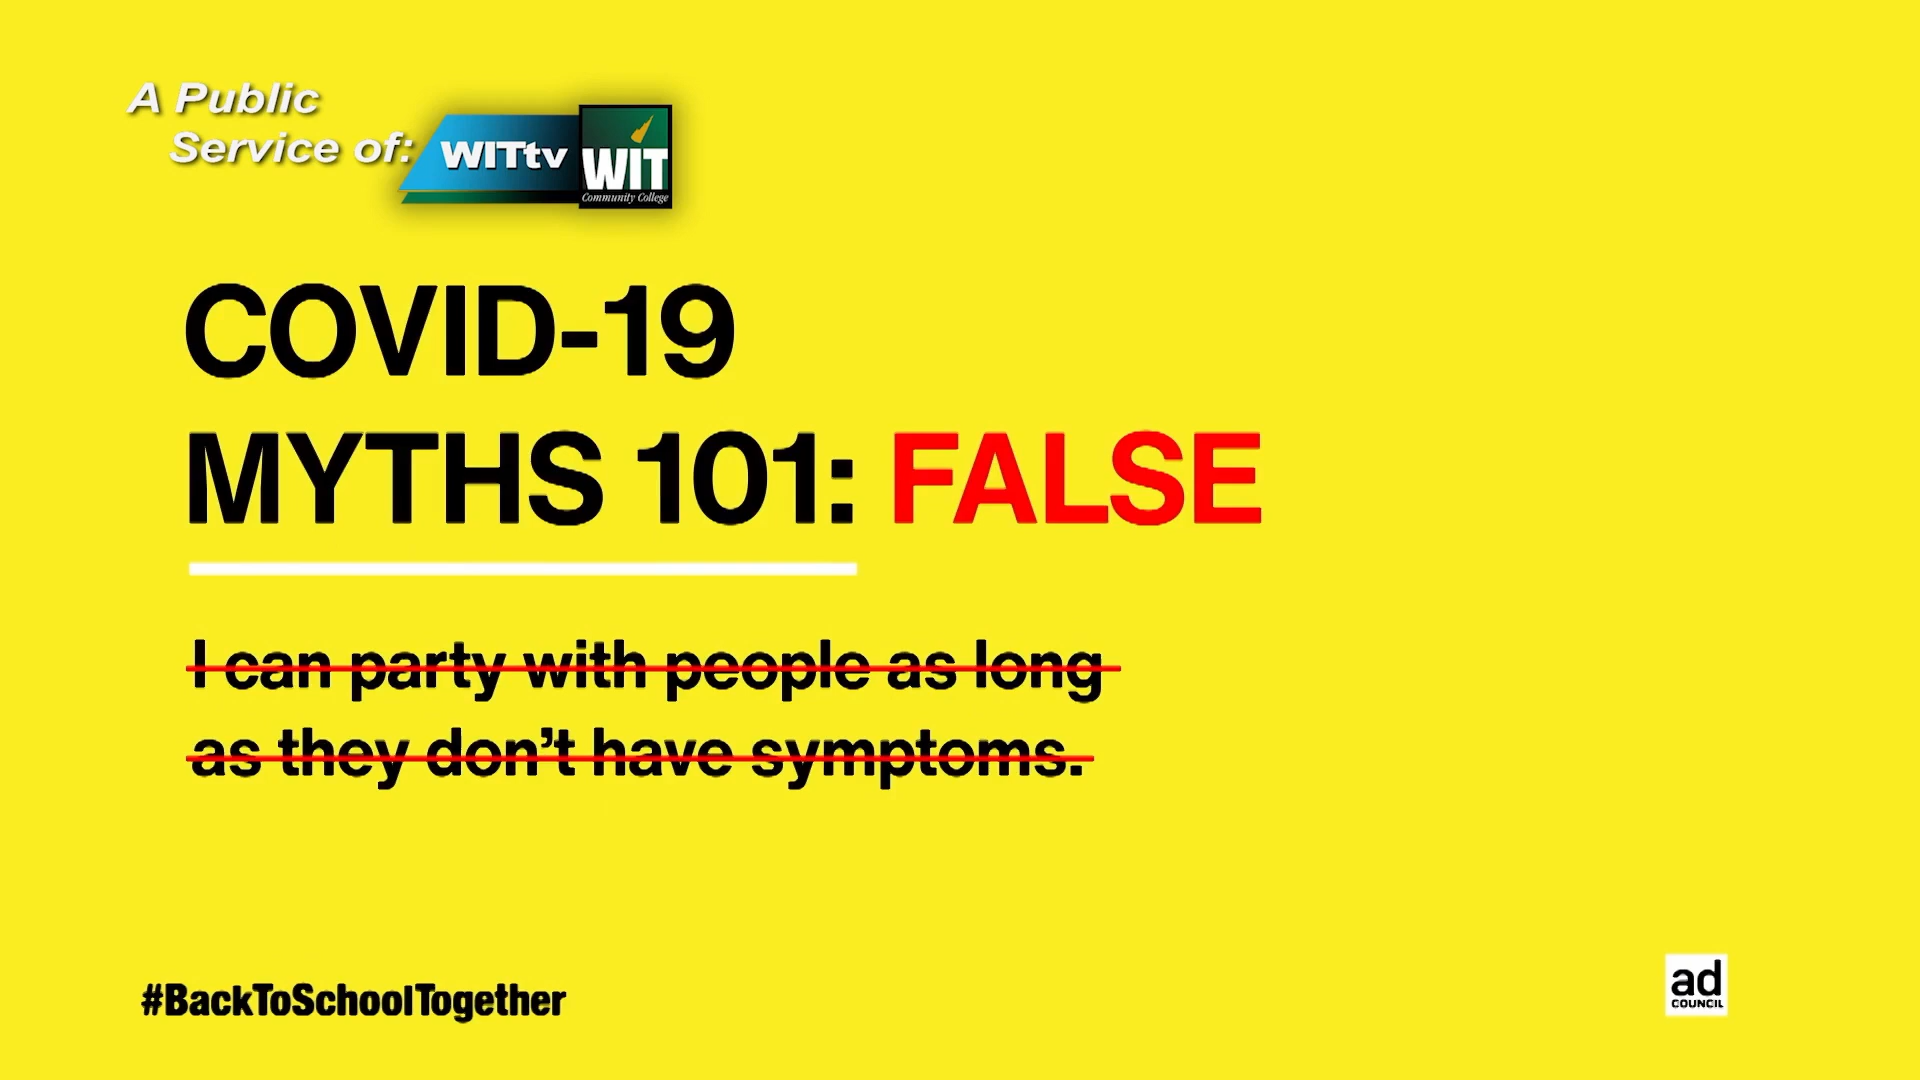 A Public
Service of:
WITtv
WIT
Community College
COVID-19
MYTHS 101: FALSE
I can party with people as long
as they don’t have symptoms.
#BackToSchoolTogether
ad
COUNCIL